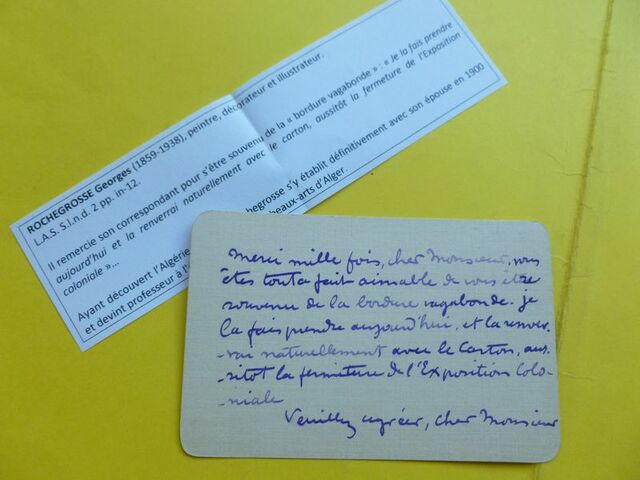 ROCHEGROSSE Georges (1859-1938), peintre, décorateur et illustrateur.
L.A.S. S.l.n.d. 2 pp. in-12.
Il remercie son correspondant pour s'être souvenu de la « bordure vagabonde » : « Je la fais prendre
aujourd'hui et la renverrai naturellement avec le carton, aussitôt la fermeture de l'Exposition
coloniale »...
Ayant découvert l'Algérie hegrosse s'y établit définitivement avec son épouse en 1900
et devint professeur à l' beaux-arts d'Alger.
Merci mille fois, cher Monsieur, vous
êtes tout à fait aimable de vous être
souvenu de la bordure vagabonde. je
la fais prendre aujourd'hui, et la renver-
-rai naturellement avec le Carton, aus-
-sitot la fermeture de l'Exposition Colo-
-niale
Veuillez agréer, cher Monsieur